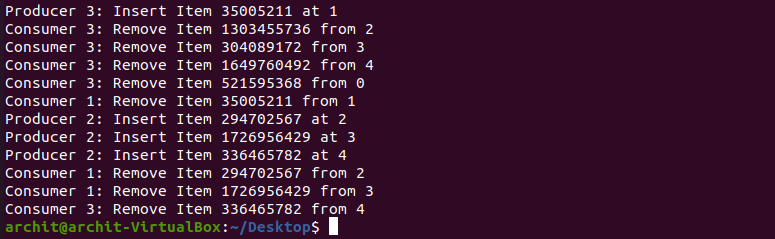 Producer 3: Insert Item 35005211 at 1
Consumer 3: Remove Item 1303455736 from 2
Consumer 3: Remove Item 304089172 from 3
Consumer 3: Remove Item 1649760492 from 4
Consumer 3: Remove Item 521595368 from 0
Consumer 1: Remove Item 35005211 from 1
Producer 2: Insert Item 294702567 at 2
Producer 2: Insert Item 1726956429 at 3
Producer 2: Insert Item 336465782 at 4
Consumer 1: Remove Item 294702567 from 2
Consumer 1: Remove Item 1726956429 from 3
Consumer 3: Remove Item 336465782 from 4
archit@archit-VirtualBox:~/Desktop$